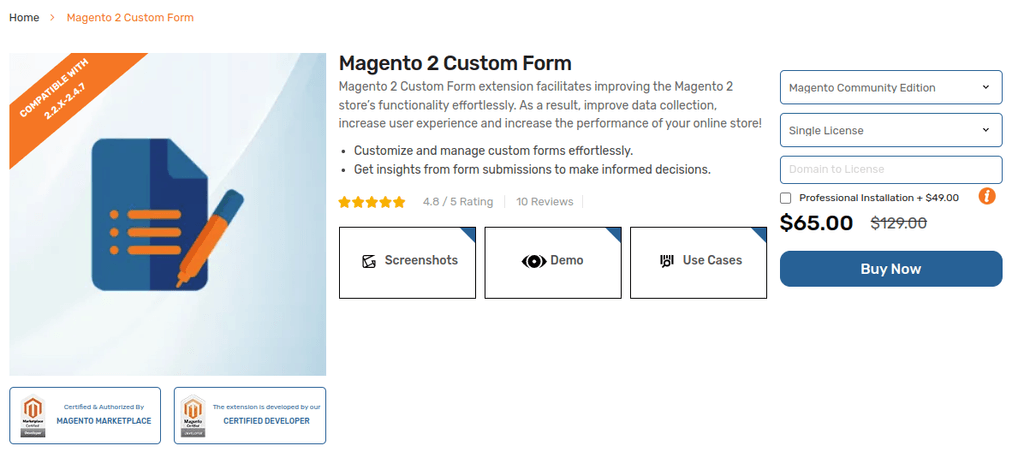 Home > Magento 2 Custom Form
COMPATIBLE WITH
2.2.X-2.4.7
Magento 2 Custom Form
Magento 2 Custom Form extension facilitates improving the Magento 2
store's functionality effortlessly. As a result, improve data collection,
increase user experience and increase the performance of your online store!
• Customize and manage custom forms effortlessly.
• Get insights from form submissions to make informed decisions.
4.8 / 5 Rating
10 Reviews
Screenshots
Demo
Use Cases
Magento Community Edition
Single License
Domain to License
Professional Installation + $49.00
i
$65.00 $129.00
Buy Now
Certified & Authorized By
MAGENTO MARKETPLACE
The extension is developed by our
CERTIFIED DEVELOPER